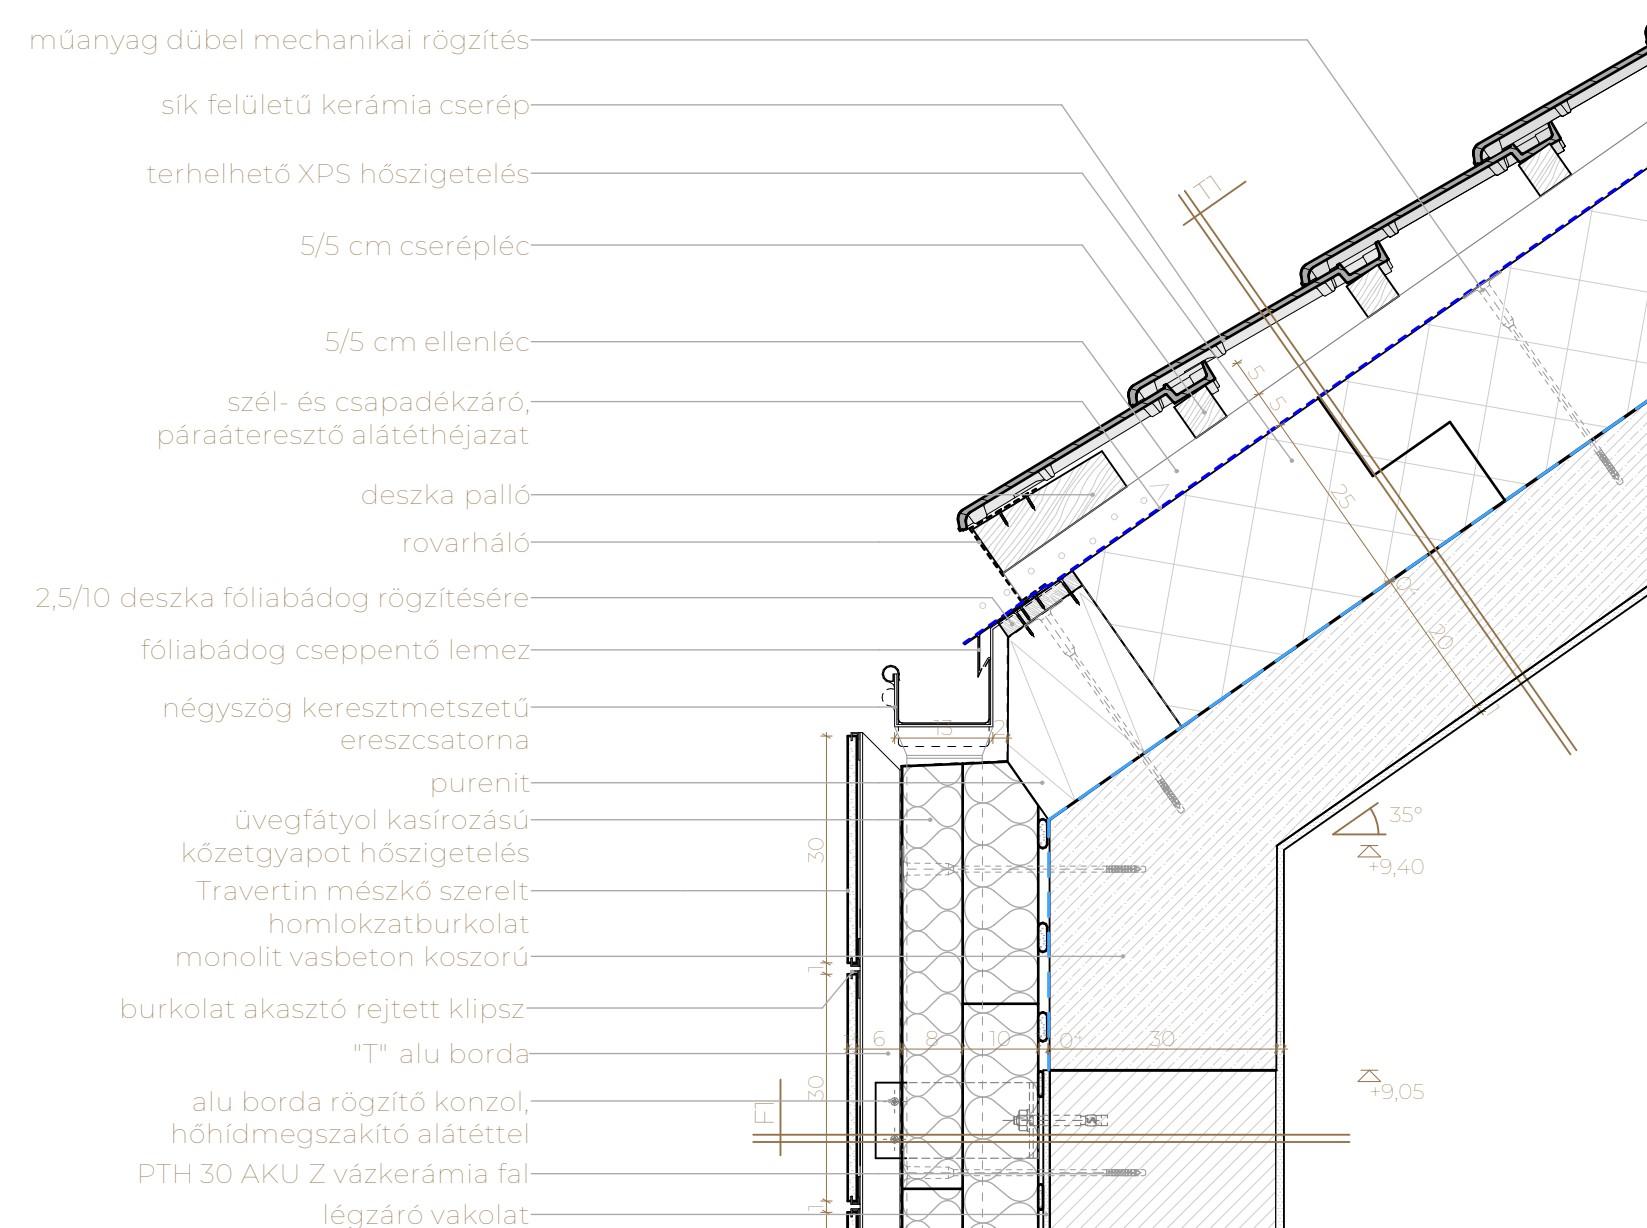 műanyag dübel mechanikai rögzítés
sík felületű kerámia cserép
terhelhető XPS hőszigetelés
5/5 cm cserépléc
5/5 cm ellenléc
szél- és csapadékzáró,
páraáteresztő alátéthéjazat
deszka palló
rovarháló
2,5/10 deszka fóliabádog rögzítésére
fóliabádog cseppentő lemez
négyszög keresztmetszetű
ereszcsatorna
purenit
üvegfátyol kasírozású
kőzetgyapot hőszigetelés
Travertin mészkő szerelt
homlokzatburkolat
monolit vasbeton koszorú
burkolat akasztó rejtett klipsz
"T" alu borda
alu borda rögzítő konzol,
hőhídmegszakító alátéttel
PTH 30 AKU Z vázkerámia fal
légzáró vakolat
T1
5
5
25
20
13
2
35°
+9,40
+9,05
30
1
6
8
10
30
30
F1
1